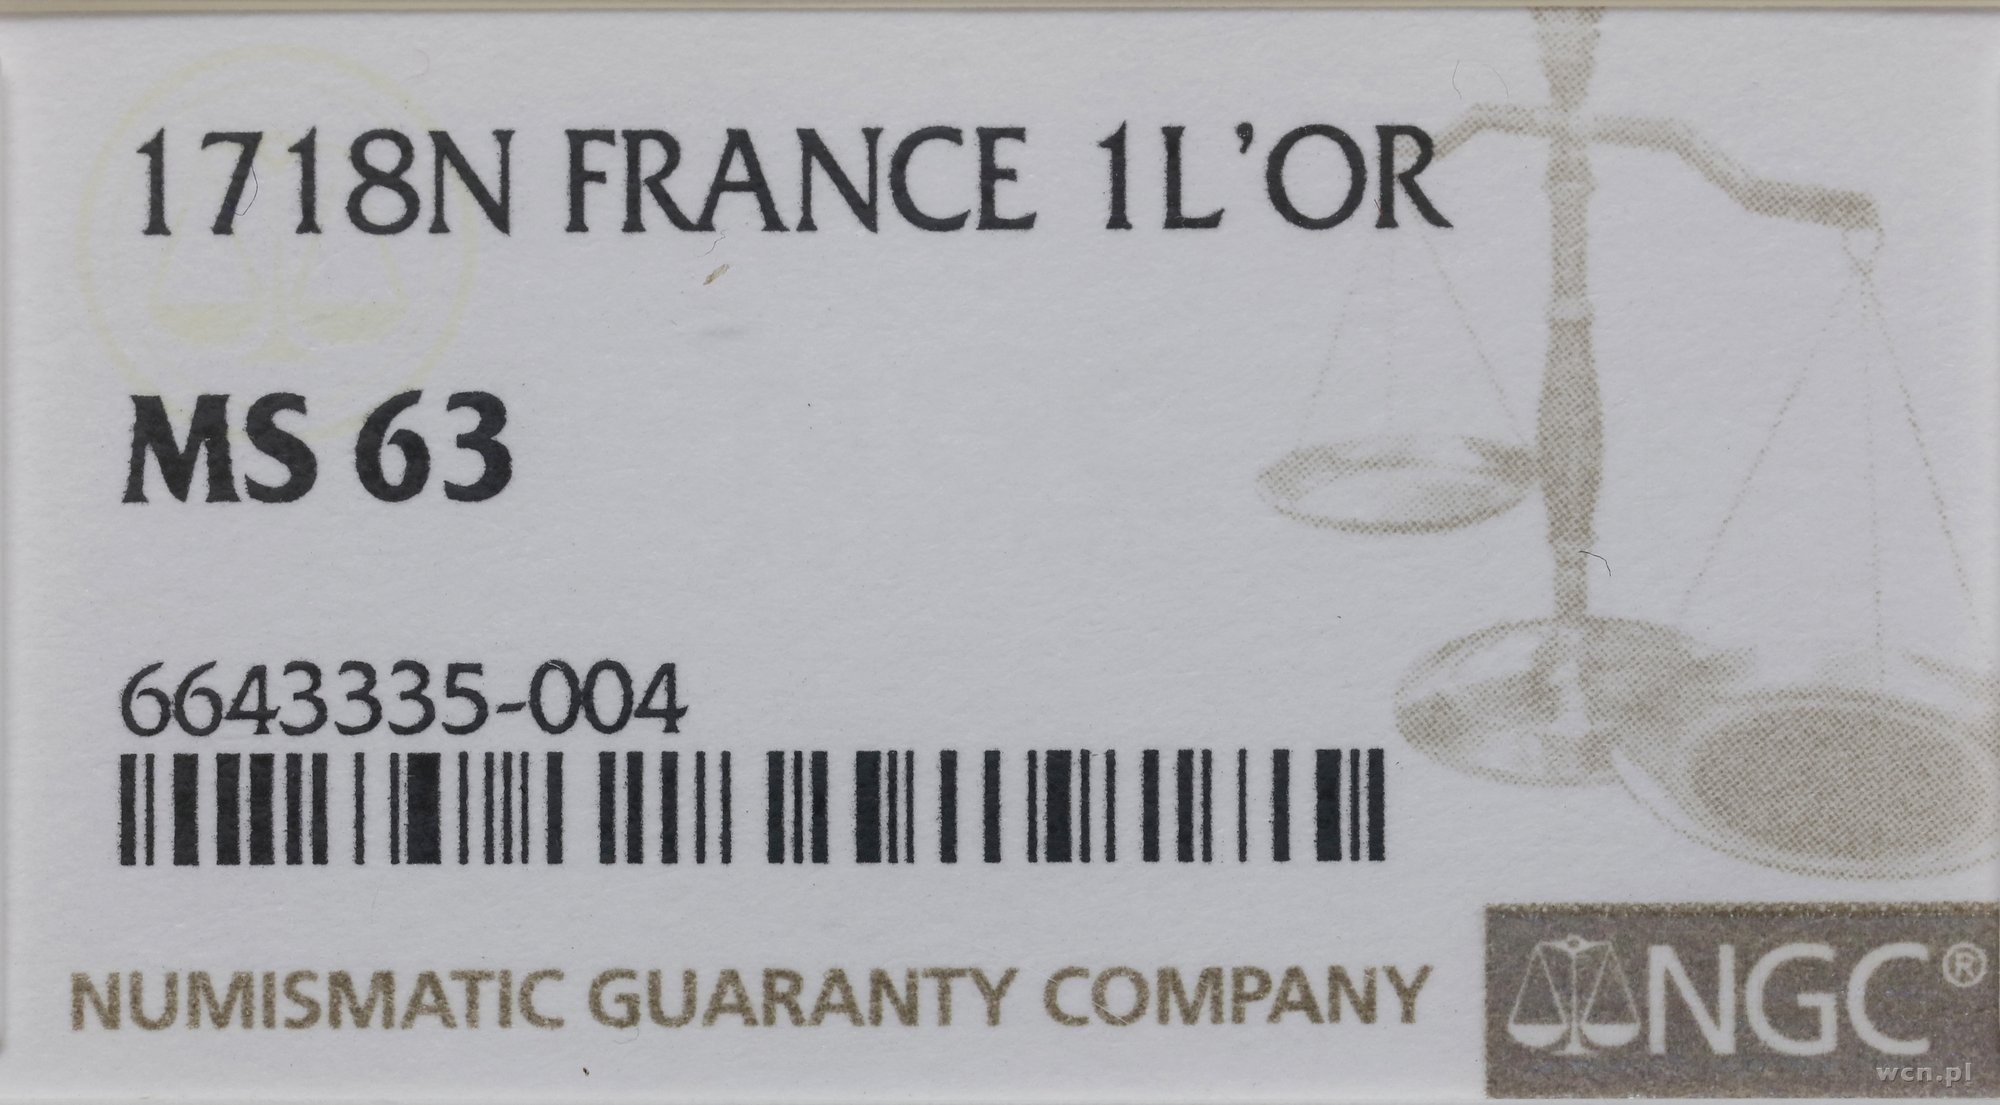 1718N FRANCE 1L'OR
MS 63
6643335-004
NUMISMATIC GUARANTY COMPANY
NGC®
wcn.pl